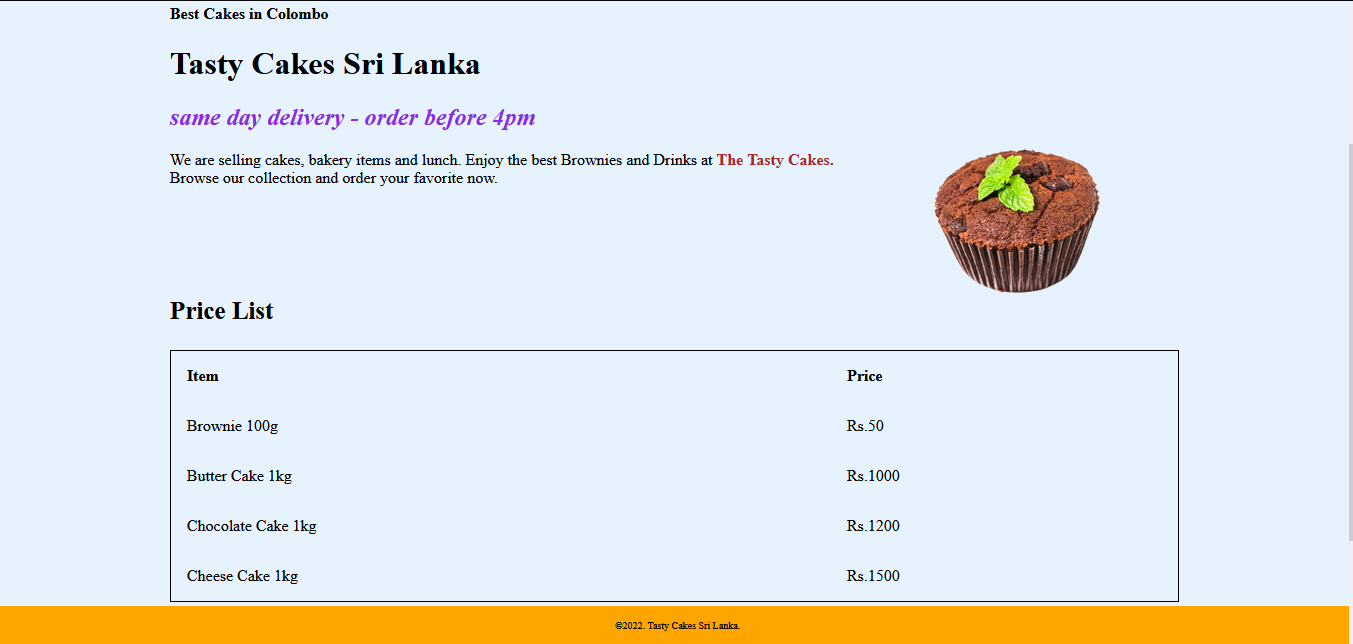 Best Cakes in Colombo
Tasty Cakes Sri Lanka
same day delivery - order before 4pm
We are selling cakes, bakery items and lunch. Enjoy the best Brownies and Drinks at The Tasty Cakes.
Browse our collection and order your favorite now.
Price List
Item Price
Brownie 100g Rs.50
Butter Cake 1kg Rs.1000
Chocolate Cake 1kg Rs.1200
Cheese Cake 1kg Rs.1500
©2022. Tasty Cakes Sri Lanka.